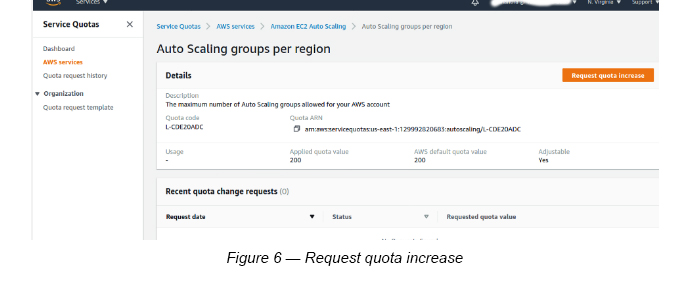 Services
N. Virginia
Support
Service Quotas
Service Quotas > AWS services > Amazon EC2 Auto Scaling > Auto Scaling groups per region
Dashboard
AWS services
Quota request history
Organization
Quota request template
Auto Scaling groups per region
Details
Request quota increase
Description
The maximum number of Auto Scaling groups allowed for your AWS account
Quota code
Quota ARN
L-CDE20ADC
arn:aws:servicequotas:us-east-1:129992820683:autoscaling/L-CDE20ADC
Usage
Applied quota value
AWS default quota value
Adjustable
-
200
200
Yes
Recent quota change requests (0)
Request date
Status
Requested quota value
Figure 6 — Request quota increase